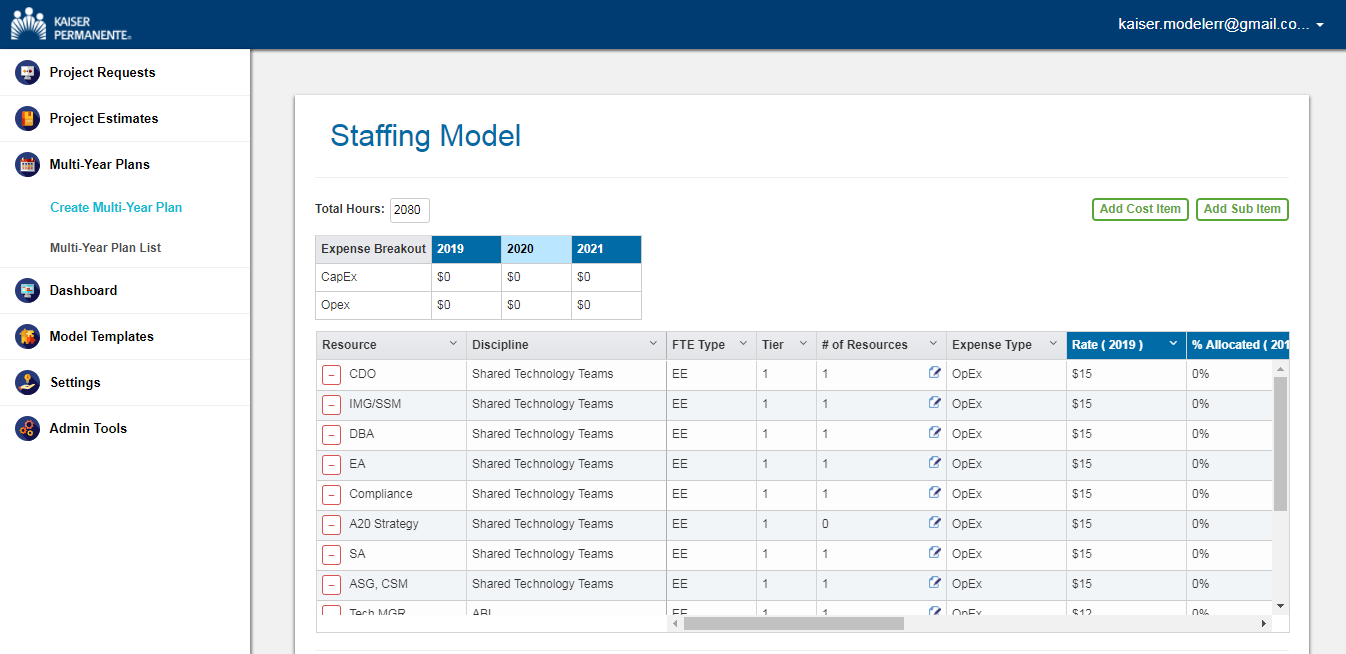 KAISER
PERMANENTE®
kaiser.modelerr@gmail.co...
Project Requests
Project Estimates
Multi-Year Plans
Create Multi-Year Plan
Multi-Year Plan List
Dashboard
Model Templates
Settings
Admin Tools
Staffing Model
Total Hours: 2080
Add Cost Item Add Sub Item
Expense Breakout 2019 2020 2021
CapEx $0 $0 $0
Opex $0 $0 $0
Resource Discipline FTE Type Tier # of Resources Expense Type Rate ( 2019 ) % Allocated ( 201
CDO Shared Technology Teams EE 1 1 OpEx $15 0%
IMG/SSM Shared Technology Teams EE 1 1 OpEx $15 0%
DBA Shared Technology Teams EE 1 1 OpEx $15 0%
EA Shared Technology Teams EE 1 1 OpEx $15 0%
Compliance Shared Technology Teams EE 1 1 OpEx $15 0%
A20 Strategy Shared Technology Teams EE 1 0 OpEx $15 0%
SA Shared Technology Teams EE 1 1 OpEx $15 0%
ASG, CSM Shared Technology Teams EE 1 1 OpEx $15 0%
Tech MGR EE 1 1 OpEx $12 0%